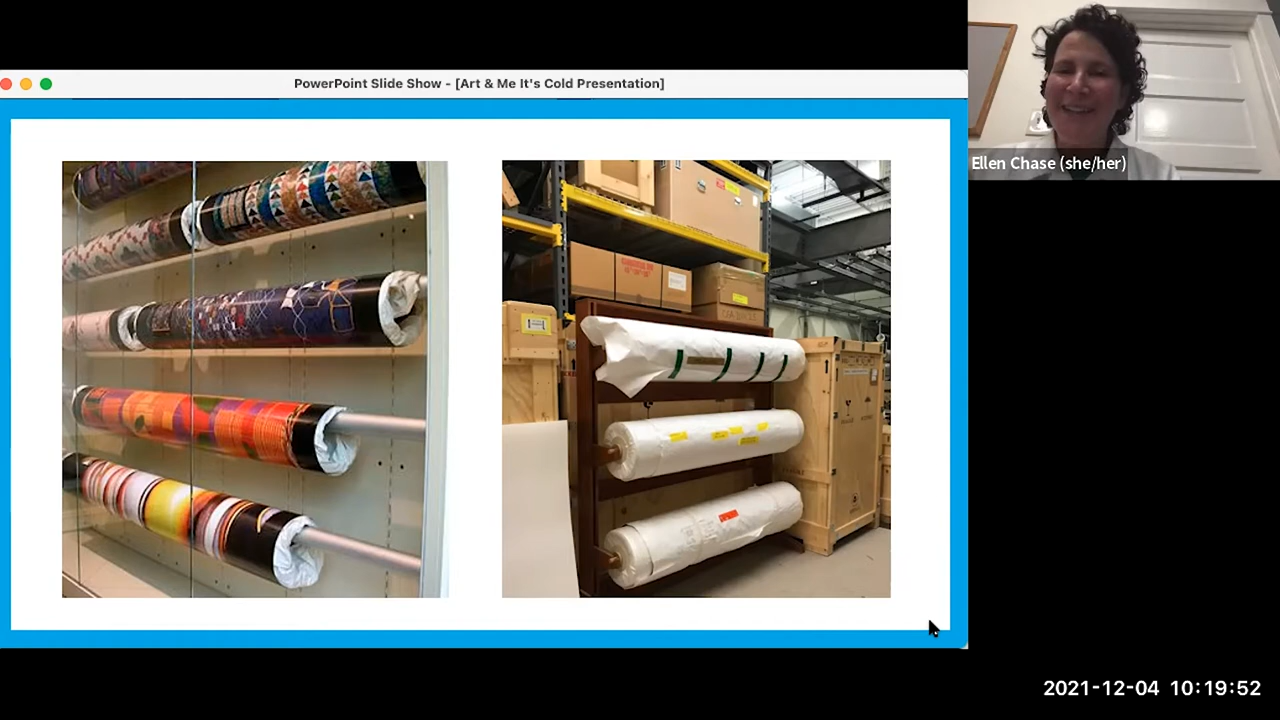 PowerPoint Slide Show - [Art & Me It's Cold Presentation]
Ellen Chase (she/her)
2021-12-04 10:19:52